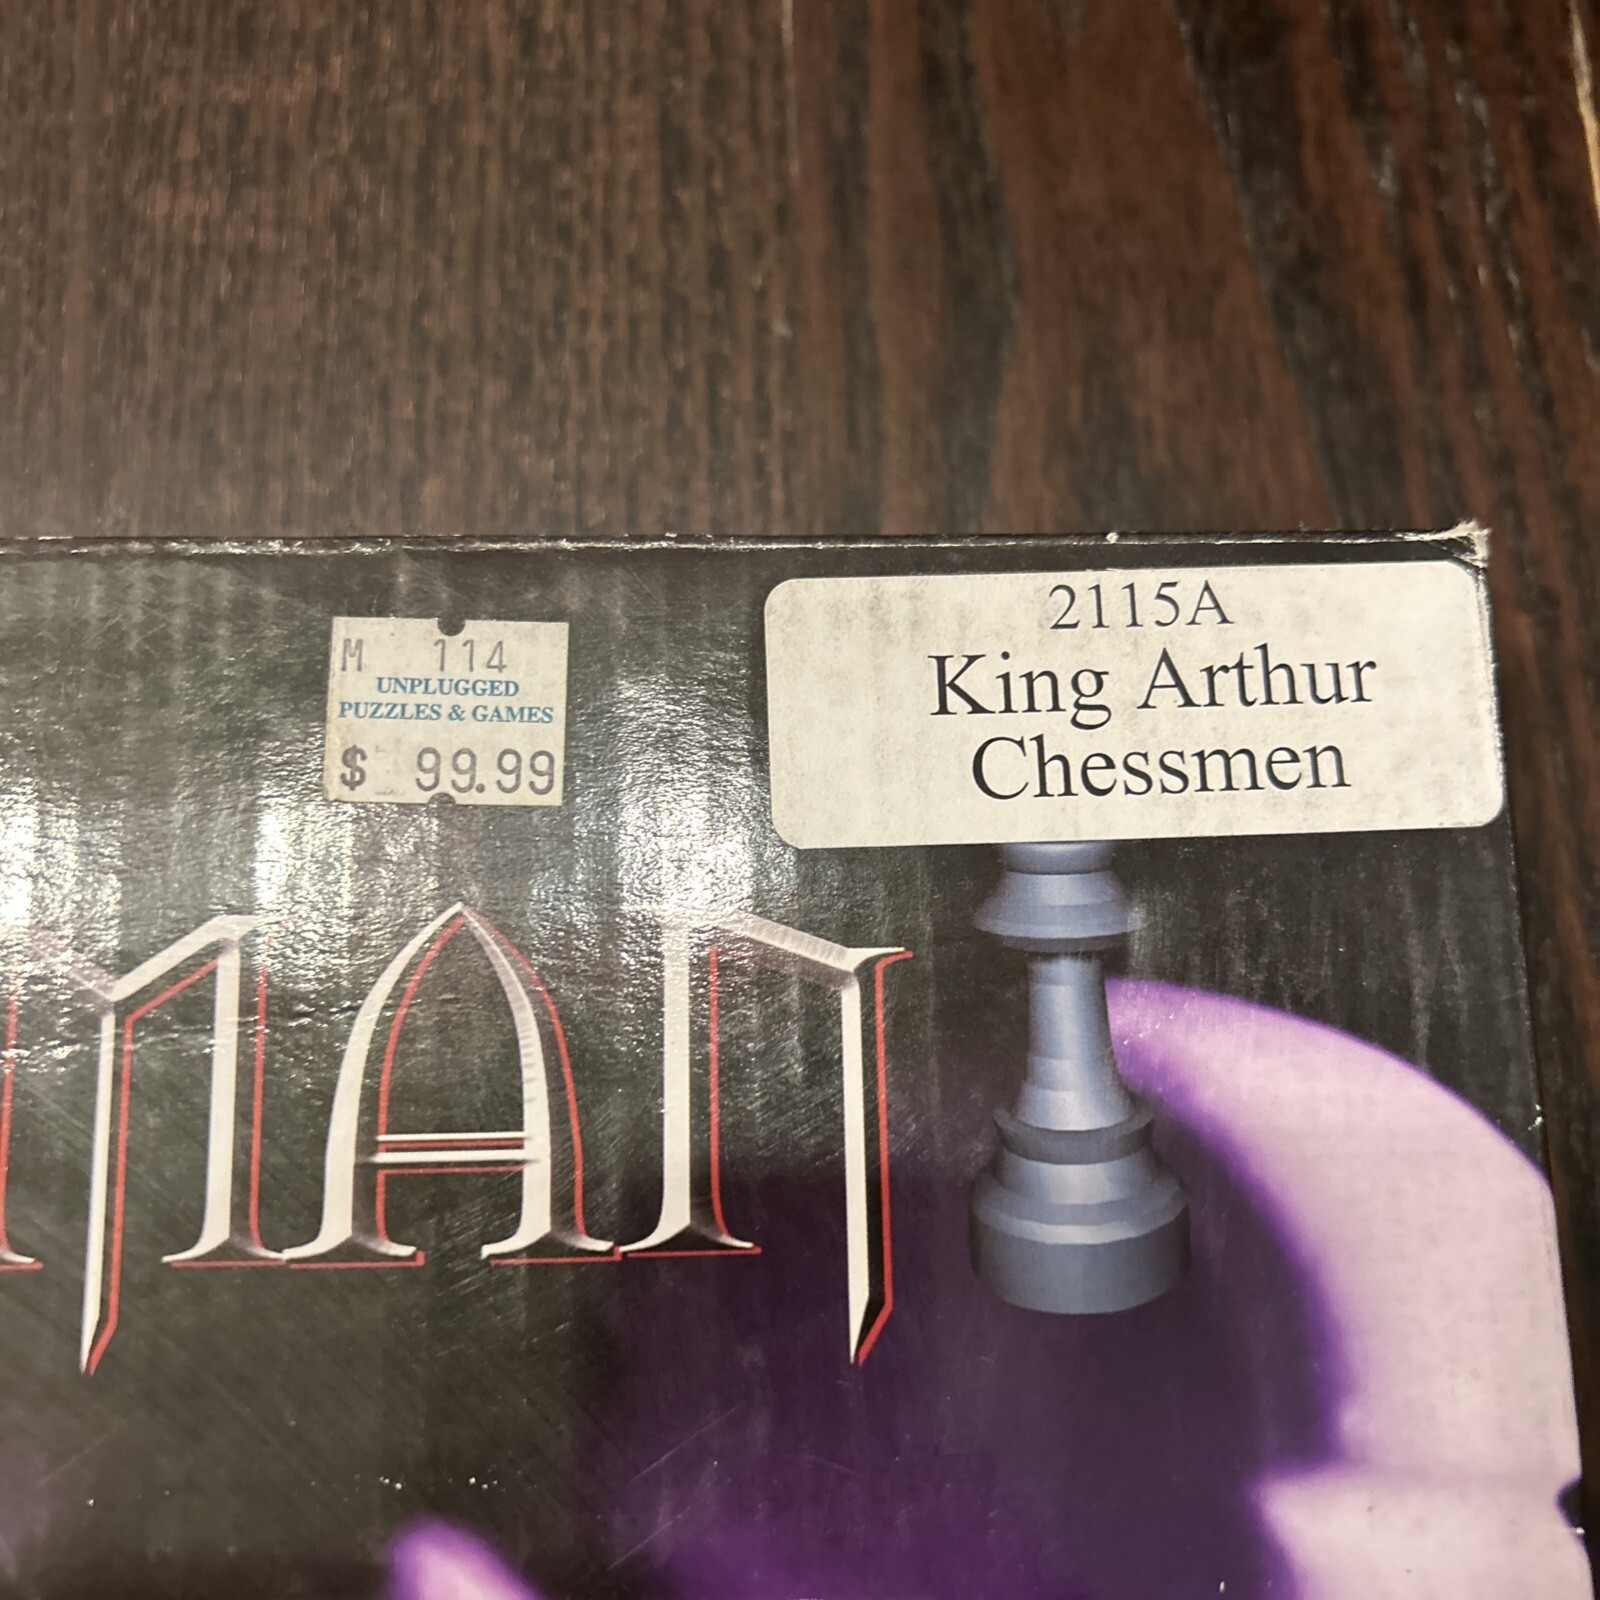 M 114
UNPLUGGED
PUZZLES & GAMES
$ 99.99
2115A
King Arthur
Chessmen
MAN